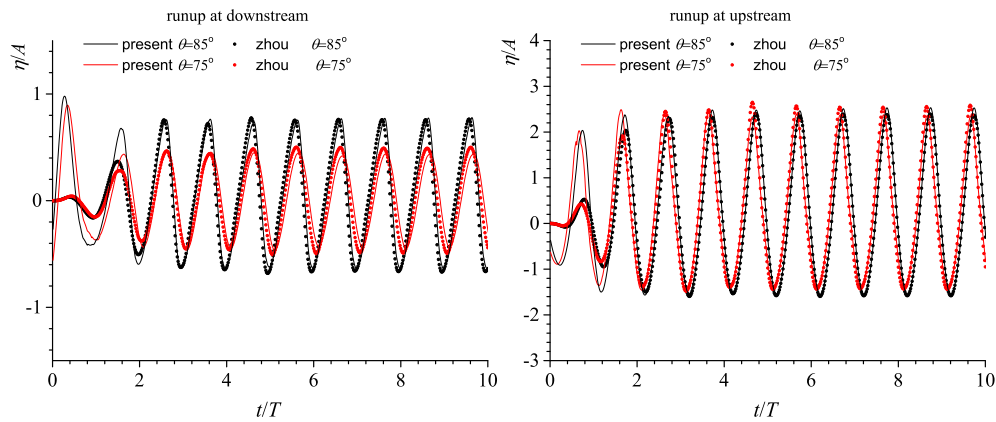 runup at downstream
present θ=85° zhou θ=85°
present θ=75° zhou θ=75°
η/A
1
0
-1
0 2 4 6 8 10
t/T
runup at upstream
present θ=85° zhou θ=85°
present θ=75° zhou θ=75°
η/A
4
3
2
1
0
-1
-2
-3
0 2 4 6 8 10
t/T